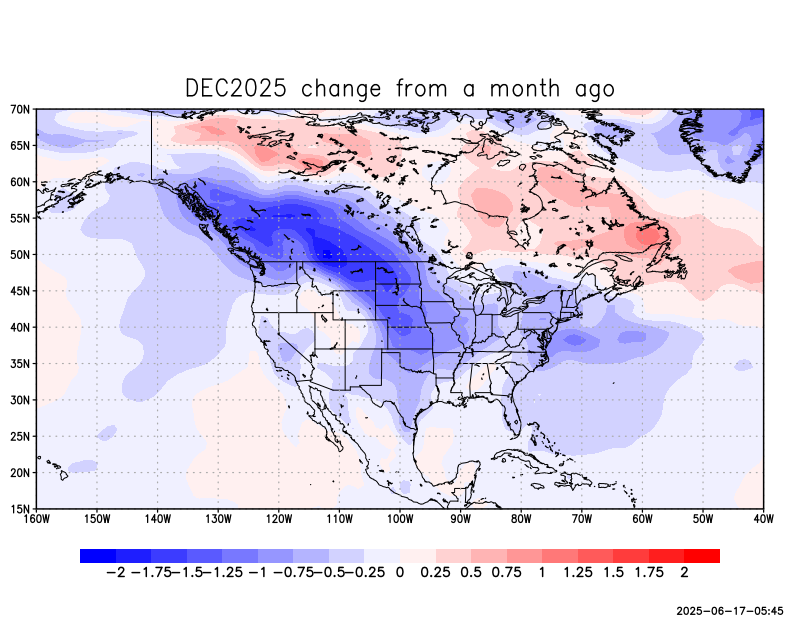 DEC2025 change from a month ago
70N
65N
60N
55N
50N
45N
40N
35N
30N
25N
20N
15N
160W 150W 140W 130W 120W 110W 100W 90W 80W 70W 60W 50W 40W
−2 −1.75 −1.5 −1.25 −1 −0.75 −0.5 −0.25 0 0.25 0.5 0.75 1 1.25 1.5 1.75 2
2025-06-17-05:45